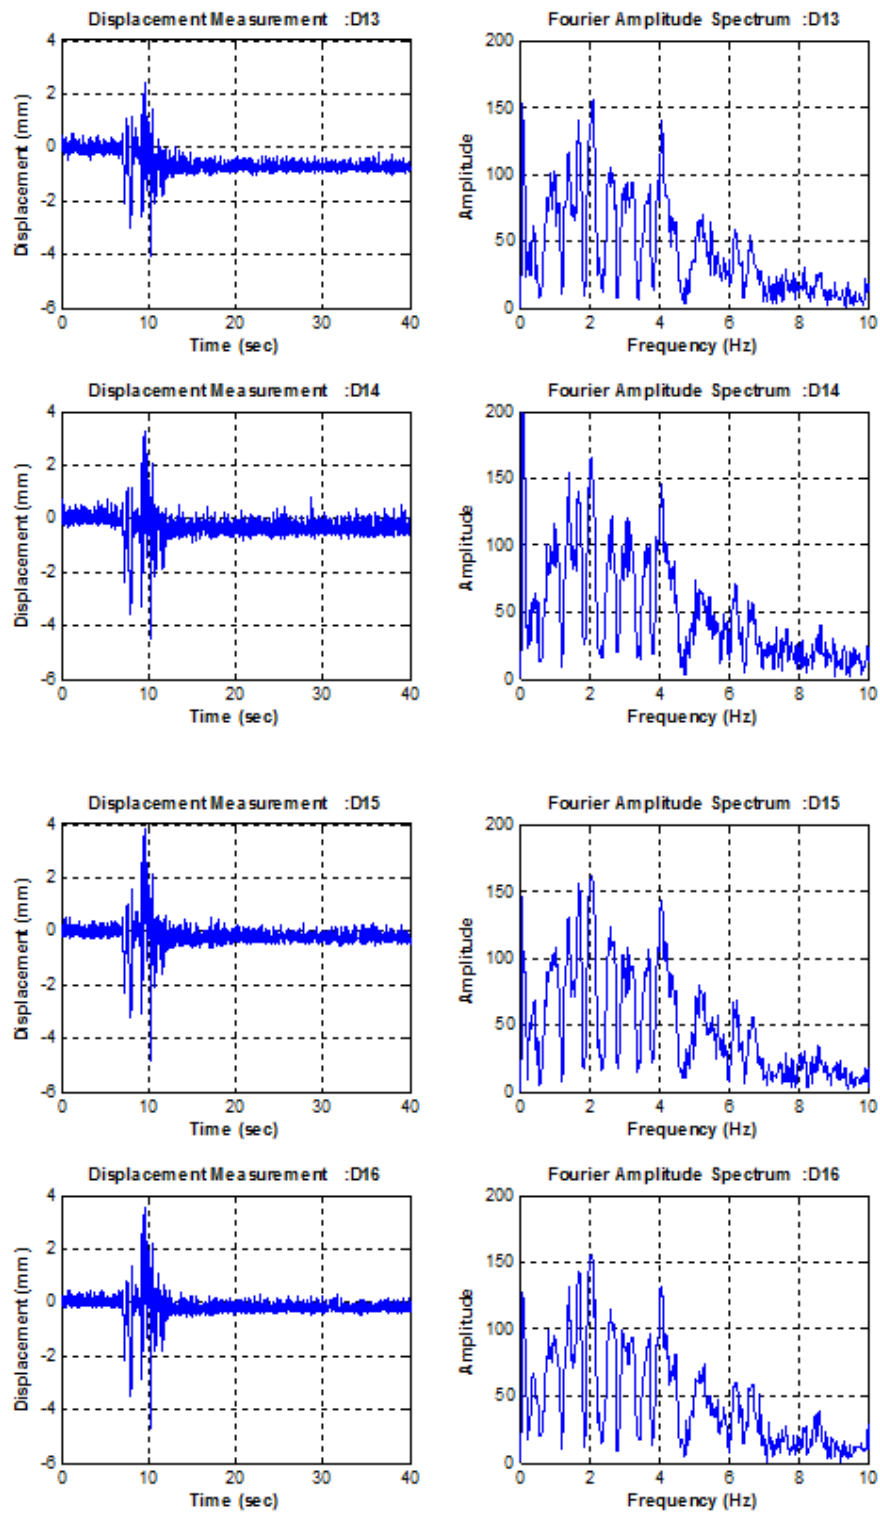 Displacement Measurement :D13
Fourier Amplitude Spectrum :D13
4
2
0
-2
-4
-6
Displacement (mm)
0 10 20 30 40
Time (sec)
200
150
100
50
0
Amplitude
0 2 4 6 8 10
Frequency (Hz)
Displacement Measurement :D14
Fourier Amplitude Spectrum :D14
4
2
0
-2
-4
-6
Displacement (mm)
0 10 20 30 40
Time (sec)
200
150
100
50
0
Amplitude
0 2 4 6 8 10
Frequency (Hz)
Displacement Measurement :D15
Fourier Amplitude Spectrum :D15
4
2
0
-2
-4
-6
Displacement (mm)
0 10 20 30 40
Time (sec)
200
150
100
50
0
Amplitude
0 2 4 6 8 10
Frequency (Hz)
Displacement Measurement :D16
Fourier Amplitude Spectrum :D16
4
2
0
-2
-4
-6
Displacement (mm)
0 10 20 30 40
Time (sec)
200
150
100
50
0
Amplitude
0 2 4 6 8 10
Frequency (Hz)